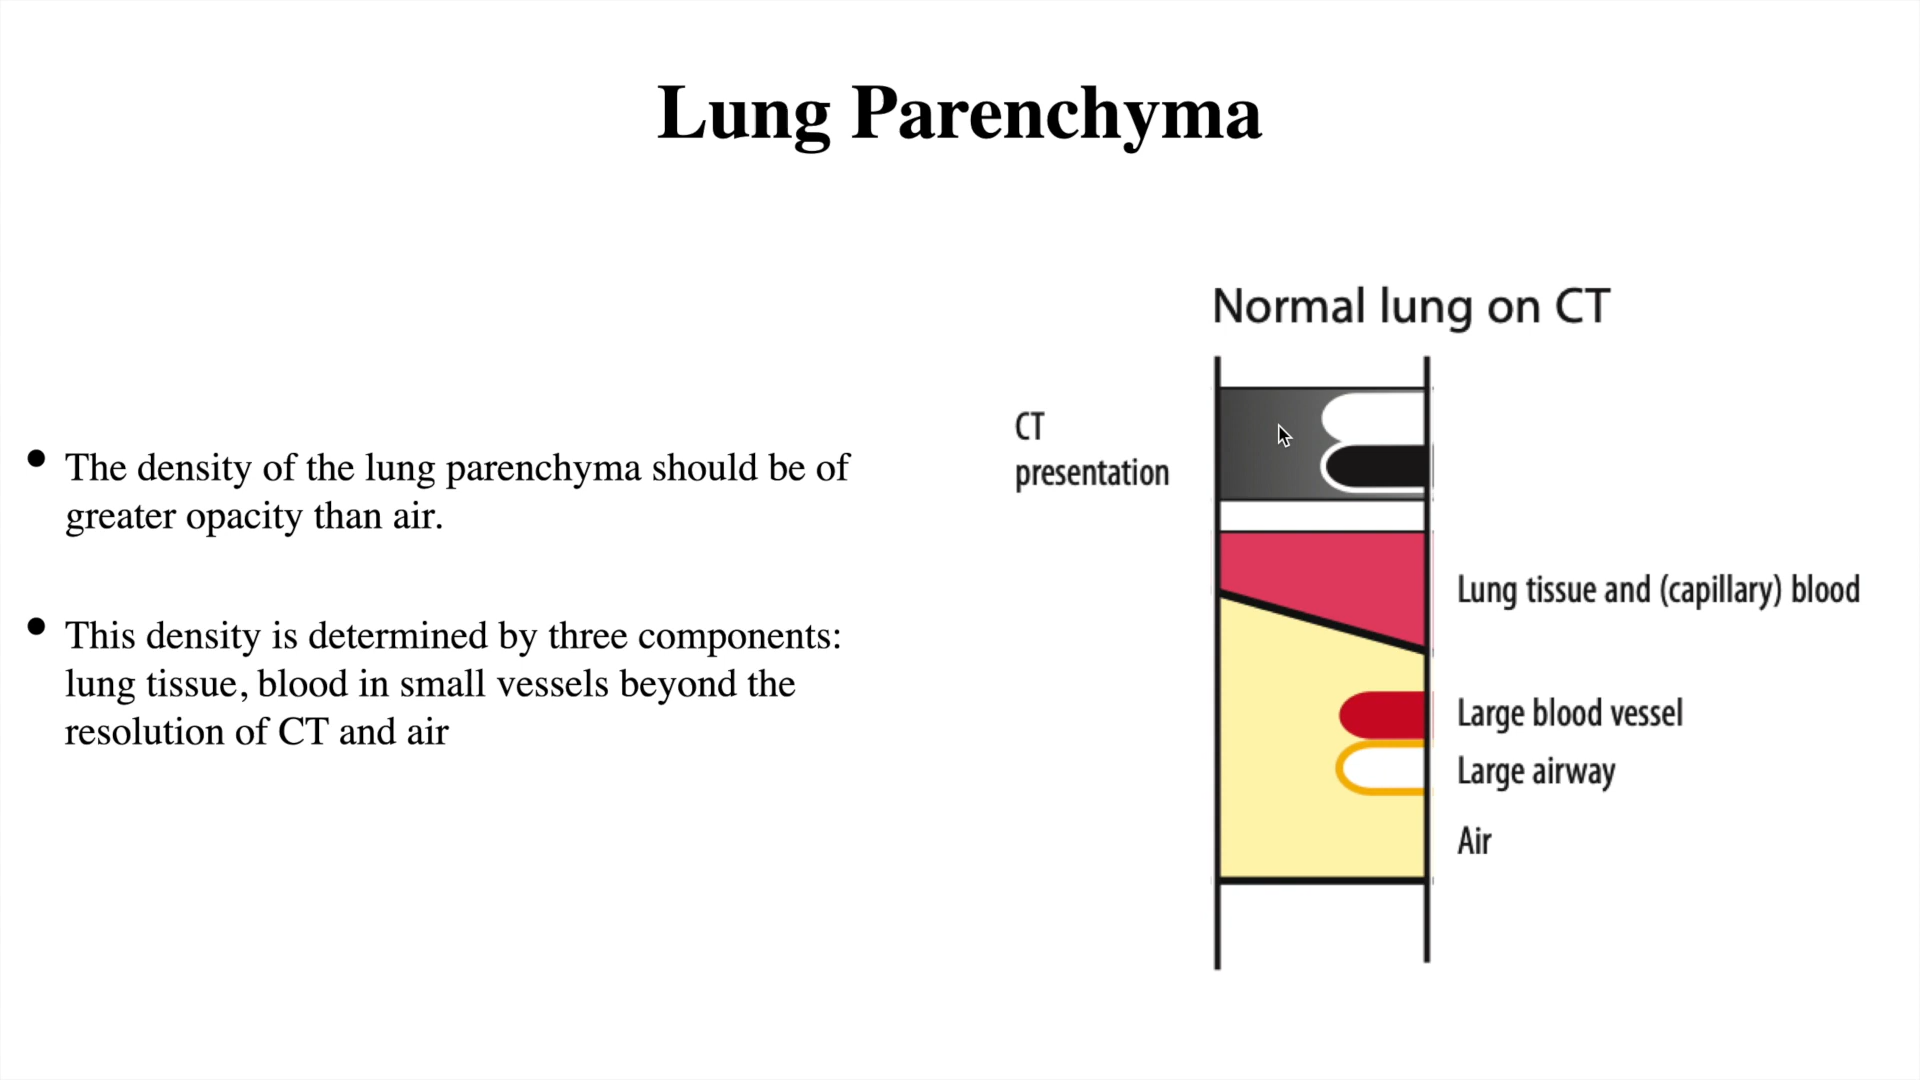 Lung Parenchyma
The density of the lung parenchyma should be of
greater opacity than air.
This density is determined by three components:
lung tissue, blood in small vessels beyond the
resolution of CT and air
Normal lung on CT
CT
presentation
Lung tissue and (capillary) blood
Large blood vessel
Large airway
Air